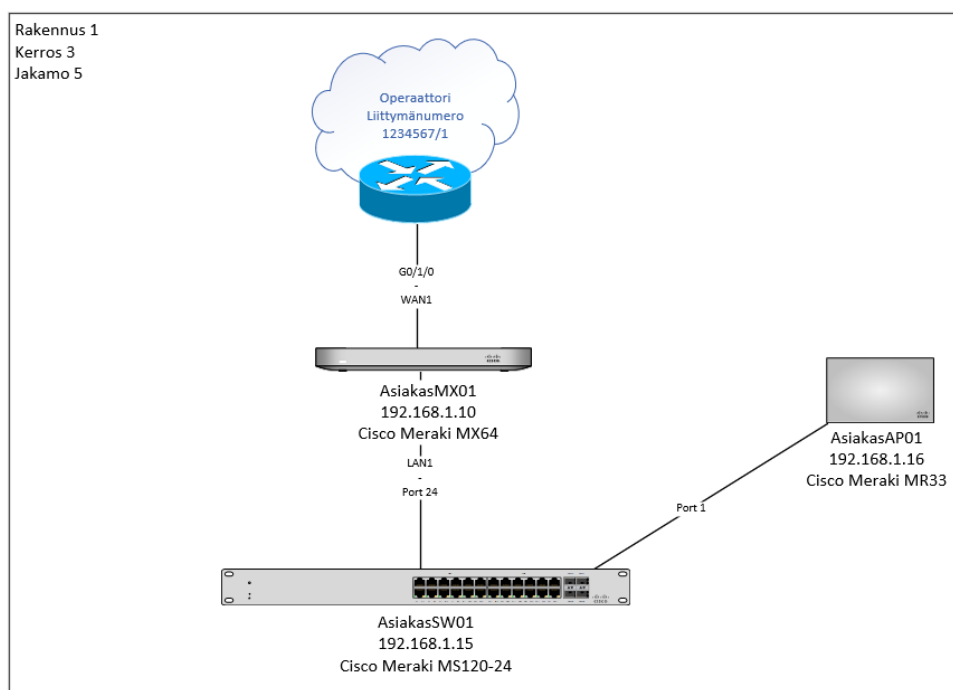 Rakennus 1
Kerros 3
Jakamo 5
Operaattori
Liittymänumero
1234567/1
G0/1/0
-
WAN1
AsiakasMX01
192.168.1.10
Cisco Meraki MX64
LAN1
-
Port 24
AsiakasAP01
192.168.1.16
Cisco Meraki MR33
Port 1
AsiakasSW01
192.168.1.15
Cisco Meraki MS120-24